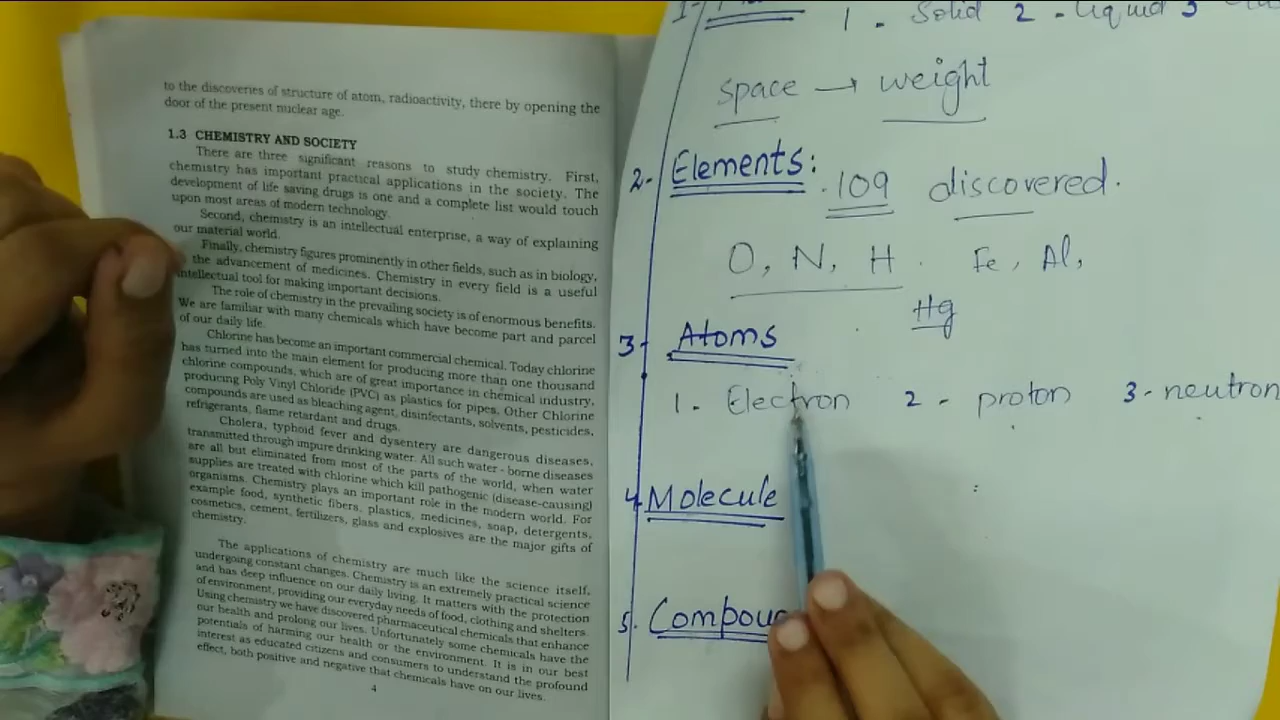 to the discoveries of structure of atom, radioactivity, there by opening the
door of the present nuclear age.
1.3 CHEMISTRY AND SOCIETY
There are three significant reasons to study chemistry. First,
chemistry has important practical applications in the society. The
development of life saving drugs is one and a complete list would touch
upon most areas of modern technology.
Second, chemistry is an intellectual enterprise, a way of explaining
our material world.
Finally, chemistry figures prominently in other fields, such as in biology,
the advancement of medicines. Chemistry in every field is a useful
intellectual tool for making important decisions.
The role of chemistry in the prevailing society is of enormous benefits.
We are familiar with many chemicals which have become part and parcel
of our daily life.
Chlorine has become an important commercial chemical. Today chlorine
has turned into the main element for producing more than one thousand
chlorine compounds, which are of great importance in chemical industry,
producing Poly Vinyl Chloride (PVC) as plastics for pipes. Other Chlorine
compounds are used as bleaching agent, disinfectants, solvents, pesticides,
refrigerants, flame retardant and drugs.
Cholera, typhoid fever and dysentery are dangerous diseases,
transmitted through impure drinking water. All such water - borne diseases
are all but eliminated from most of the parts of the world, when water
supplies are treated with chlorine which kill pathogenic (disease-causing)
organisms. Chemistry plays an important role in the modern world. For
example food, synthetic fibers, plastics, medicines, soap, detergents,
cosmetics, cement, fertilizers, glass and explosives are the major gifts of
chemistry.
The applications of chemistry are much like the science itself,
undergoing constant changes. Chemistry is an extremely practical science
and has deep influence on our daily living. It matters with the protection
of environment, providing our everyday needs of food, clothing and shelters.
Using chemistry we have discovered pharmaceutical chemicals that enhance
our health and prolong our lives. Unfortunately some chemicals have the
potentials of harming our health or the environment. It is in our best
interest as educated citizens and consumers to understand the profound
effect, both positive and negative that chemicals have on our lives.
4
1 - Solid 2 - Liquid 3
space → weight
2- Elements: 109 discovered.
O, N, H. Fe, Al,
Hg
3- Atoms
1- Electron 2 - proton 3- neutron
4 Molecule
5. Compou